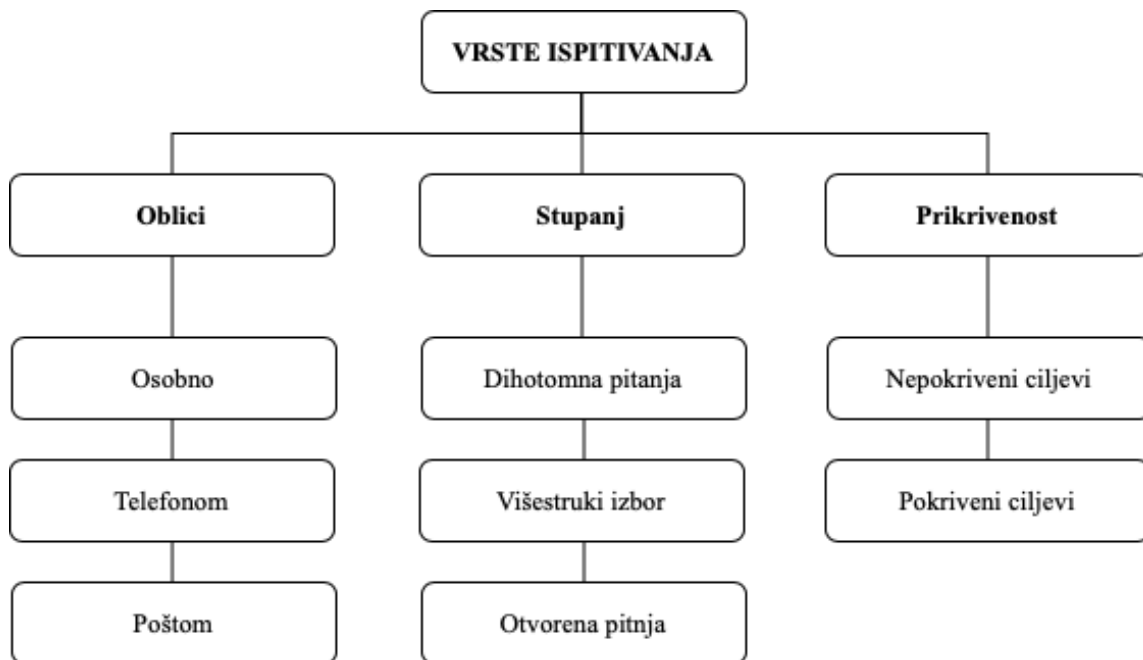 VRSTE ISPITIVANJA
Oblici
Stupanj
Prikrivenost
Osobno
Dihotomna pitanja
Nepokriveni ciljevi
Telefonom
Višestruki izbor
Pokriveni ciljevi
Poštom
Otvorena pitnja